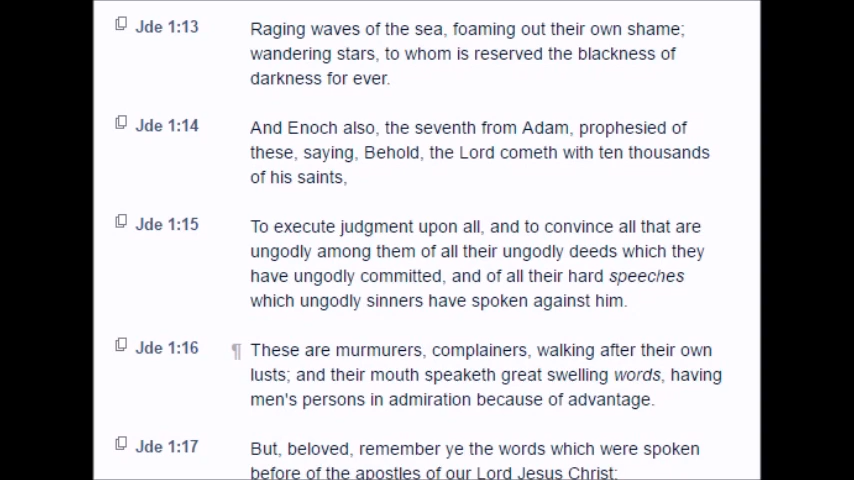 Jde 1:13 Raging waves of the sea, foaming out their own shame;
wandering stars, to whom is reserved the blackness of
darkness for ever.
Jde 1:14 And Enoch also, the seventh from Adam, prophesied of
these, saying, Behold, the Lord cometh with ten thousands
of his saints,
Jde 1:15 To execute judgment upon all, and to convince all that are
ungodly among them of all their ungodly deeds which they
have ungodly committed, and of all their hard speeches
which ungodly sinners have spoken against him.
Jde 1:16 ¶ These are murmurers, complainers, walking after their own
lusts; and their mouth speaketh great swelling words, having
men's persons in admiration because of advantage.
Jde 1:17 But, beloved, remember ye the words which were spoken
before of the apostles of our Lord Jesus Christ;